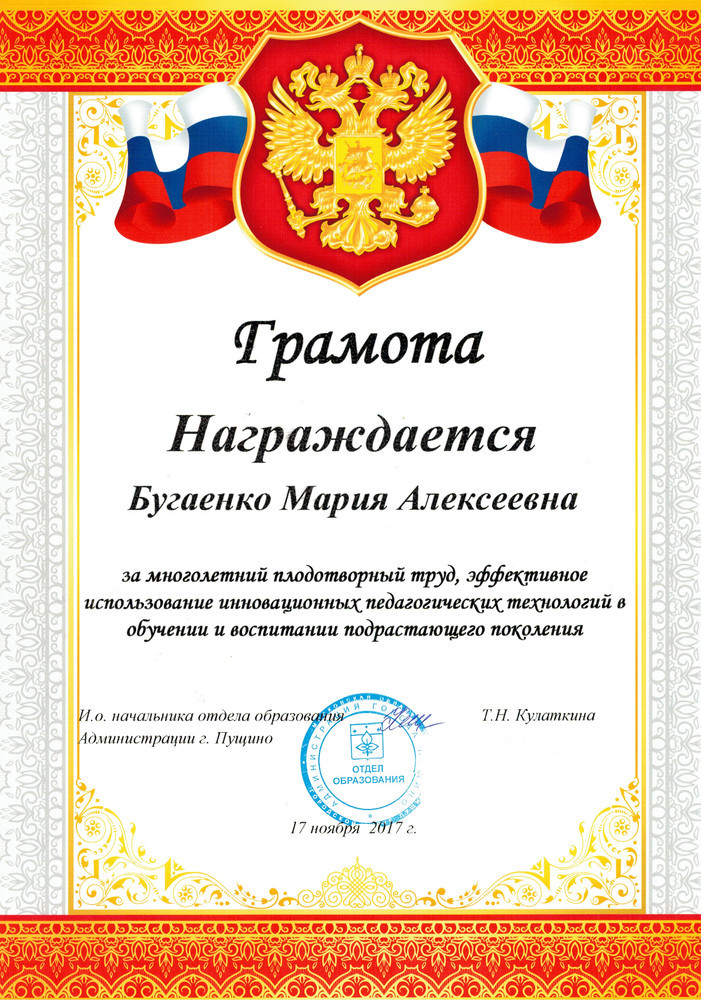 Грамота
Награждается
Бугаенко Мария Алексеевна
за многолетний плодотворный труд, эффективное
использование инновационных педагогических технологий в
обучении и воспитании подрастающего поколения
И.о. начальника отдела образования Т.Н. Кулаткина
Администрации г. Пущино
АДМИНИСТРАЦИЯ
ОТДЕЛ
ОБРАЗОВАНИЯ
17 ноября 2017 г.